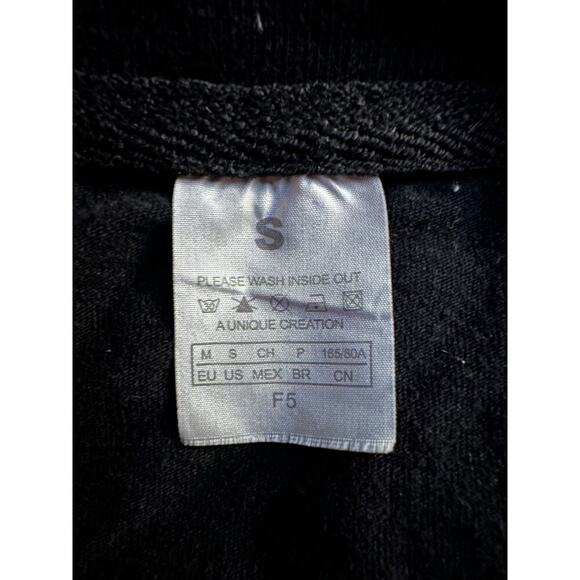 S
PLEASE WASH INSIDE OUT
30
A UNIQUE CREATION
M S CH P 165/80A
EU US MEX BR CN
F5